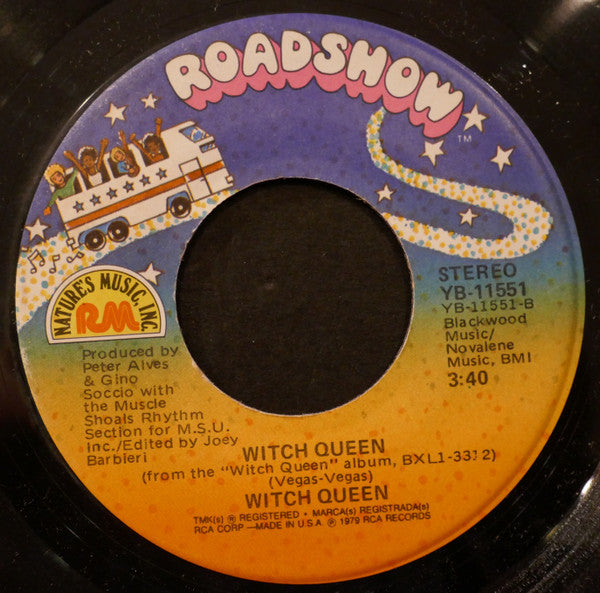 ROADSHOW
TM
NATURE'S MUSIC, INC.
RM
STEREO
YB-11551
YB-11551-B
Blackwood
Music/
Novalene
Music, BMI
3:40
Produced by
Peter Alves
& Gino
Soccio with
the Muscle
Shoals Rhythm
Section for M.S.U.
Inc./Edited by Joey
Barbieri
WITCH QUEEN
(from the "Witch Queen" album, BXL1-3312)
(Vegas-Vegas)
WITCH QUEEN
TMK(s) ® REGISTERED • MARCA(s) REGISTRADA(s)
RCA CORP —MADE IN U.S.A. ℗ 1979 RCA RECORDS